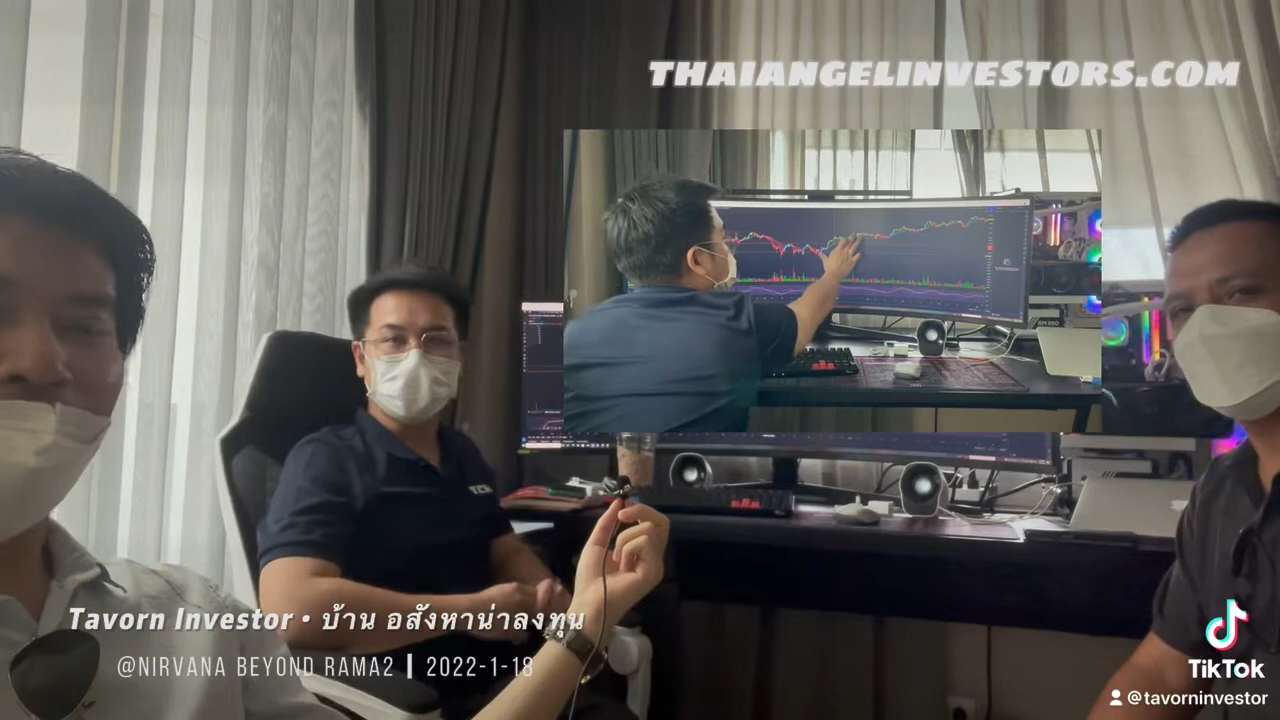 THAIANGELINVESTORS.COM
Tavorn Investor • บ้าน อสังหาน่าลงทุน
@NIRVANA BEYOND RAMA2 | 2022-1-18
TikTok
@tavorninvestor